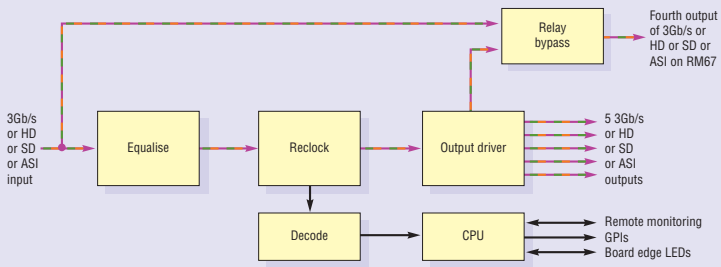 Relay
bypass
Fourth output
of 3Gb/s or
HD or SD or
ASI on RM67
3Gb/s
or HD
or SD
or ASI
input
Equalise
Reclock
Output driver
5 3Gb/s
or HD
or SD
or ASI
outputs
Decode
CPU
Remote monitoring
GPIs
Board edge LEDs